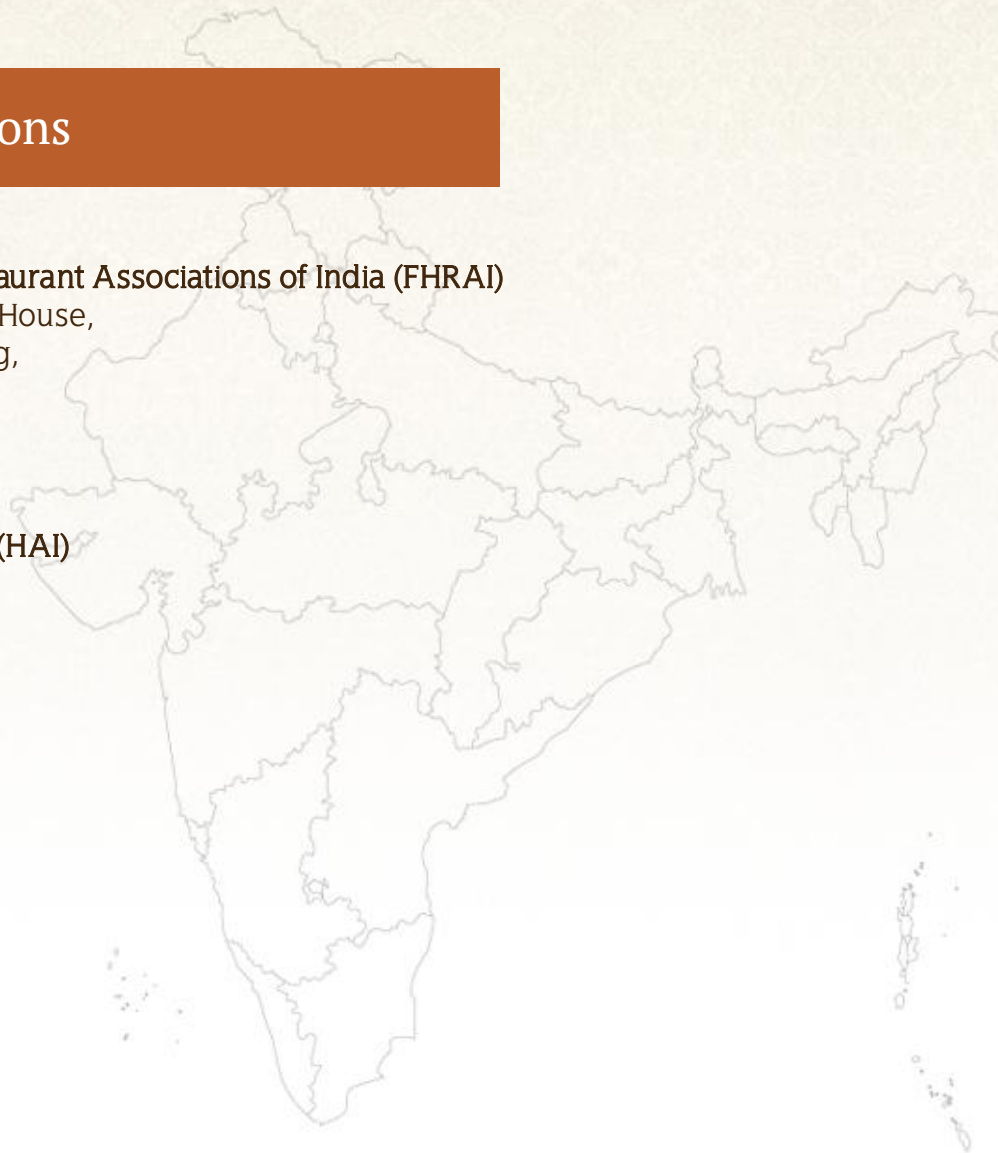 ons
aurant Associations of India (FHRAI)
House,
g,
(HAI)